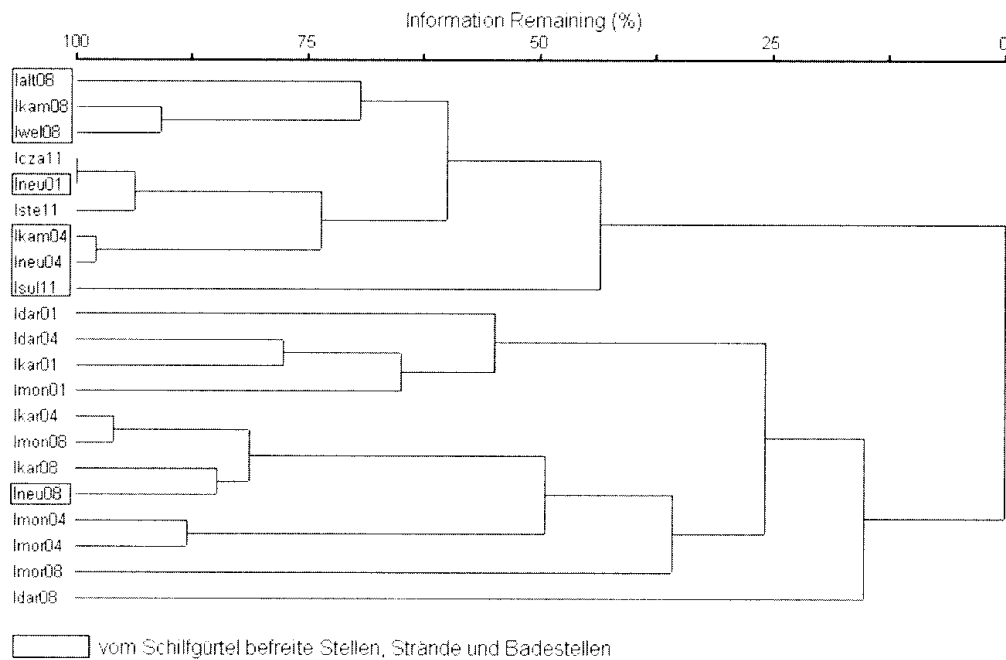 Information Remaining (%)
100 75 50 25 0
lalt08
lkam08
lwel08
lcza11
lneu01
lste11
lkam04
lneu04
lsul11
ldar01
ldar04
lkar01
lmon01
lkar04
lmon08
lkar08
lneu08
lmon04
lmor04
lmor08
ldar08
vom Schilfgürtel befreite Stellen, Strände und Badestellen